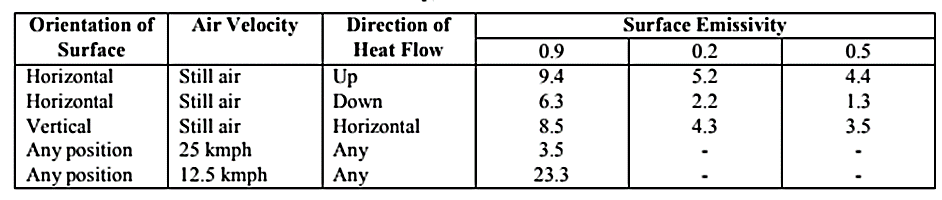 Orientation of Surface Air Velocity Direction of Heat Flow Surface Emissivity
0.9 0.2 0.5
Horizontal Still air Up 9.4 5.2 4.4
Horizontal Still air Down 6.3 2.2 1.3
Vertical Still air Horizontal 8.5 4.3 3.5
Any position 25 kmph Any 3.5 - -
Any position 12.5 kmph Any 23.3 - -